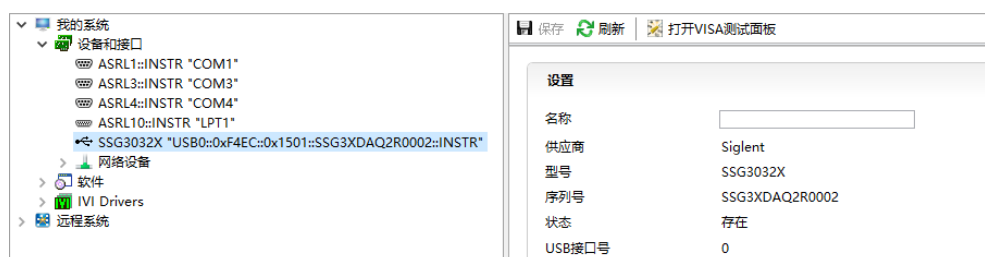 我的系统
设备和接口
ASRL1::INSTR "COM1"
ASRL3::INSTR "COM3"
ASRL4::INSTR "COM4"
ASRL10::INSTR "LPT1"
SSG3032X "USB0::0xF4EC::0x1501::SSG3XDAQ2R0002::INSTR"
网络设备
软件
IVI Drivers
远程系统
保存 刷新 打开VISA测试面板
设置
名称
供应商 Siglent
型号 SSG3032X
序列号 SSG3XDAQ2R0002
状态 存在
USB接口号 0